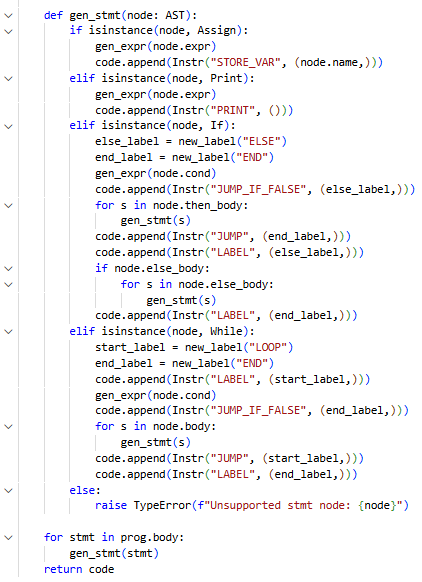 def gen_stmt(node: AST):
    if isinstance(node, Assign):
        gen_expr(node.expr)
        code.append(Instr("STORE_VAR", (node.name,)))
    elif isinstance(node, Print):
        gen_expr(node.expr)
        code.append(Instr("PRINT", ()))
    elif isinstance(node, If):
        else_label = new_label("ELSE")
        end_label = new_label("END")
        gen_expr(node.cond)
        code.append(Instr("JUMP_IF_FALSE", (else_label,)))
        for s in node.then_body:
            gen_stmt(s)
        code.append(Instr("JUMP", (end_label,)))
        code.append(Instr("LABEL", (else_label,)))
        if node.else_body:
            for s in node.else_body:
                gen_stmt(s)
        code.append(Instr("LABEL", (end_label,)))
    elif isinstance(node, While):
        start_label = new_label("LOOP")
        end_label = new_label("END")
        code.append(Instr("LABEL", (start_label,)))
        gen_expr(node.cond)
        code.append(Instr("JUMP_IF_FALSE", (end_label,)))
        for s in node.body:
            gen_stmt(s)
        code.append(Instr("JUMP", (start_label,)))
        code.append(Instr("LABEL", (end_label,)))
    else:
        raise TypeError(f"Unsupported stmt node: {node}")

for stmt in prog.body:
    gen_stmt(stmt)
return code